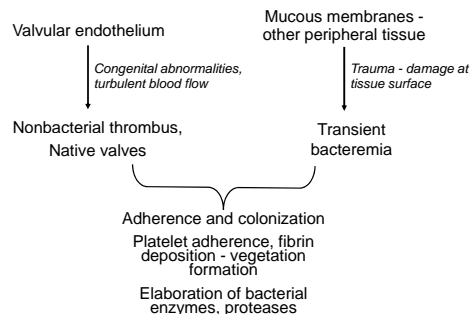 Valvular endothelium
Mucous membranes -
other peripheral tissue
Congenital abnormalities,
turbulent blood flow
Trauma - damage at
tissue surface
Nonbacterial thrombus,
Native valves
Transient
bacteremia
Adherence and colonization
Platelet adherence, fibrin
deposition - vegetation
formation
Elaboration of bacterial
enzymes, proteases